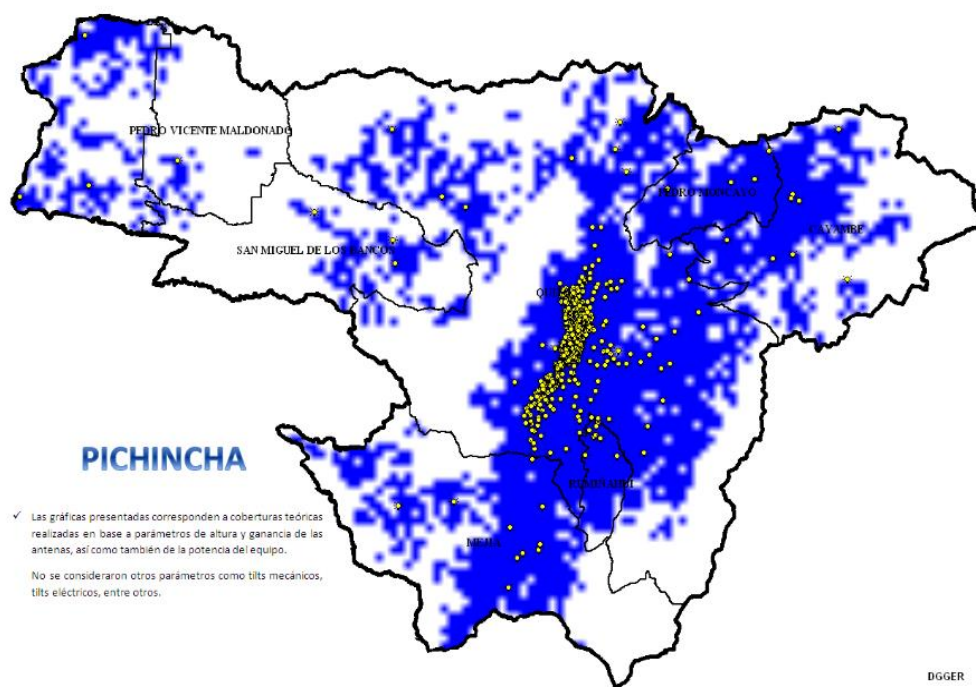 PEDRO VICENTE MALDONADO
PEDRO MONCAYO
CAYAMBE
SAN MIGUEL DE LOS BANCOS
MEJIA
PICHINCHA
✓ Las gráficas presentadas corresponden a coberturas teóricas
realizadas en base a parámetros de altura y ganancia de las
antenas, así como también de la potencia del equipo.
No se consideraron otros parámetros como tilts mecánicos,
tilts eléctricos, entre otros.
DGGER